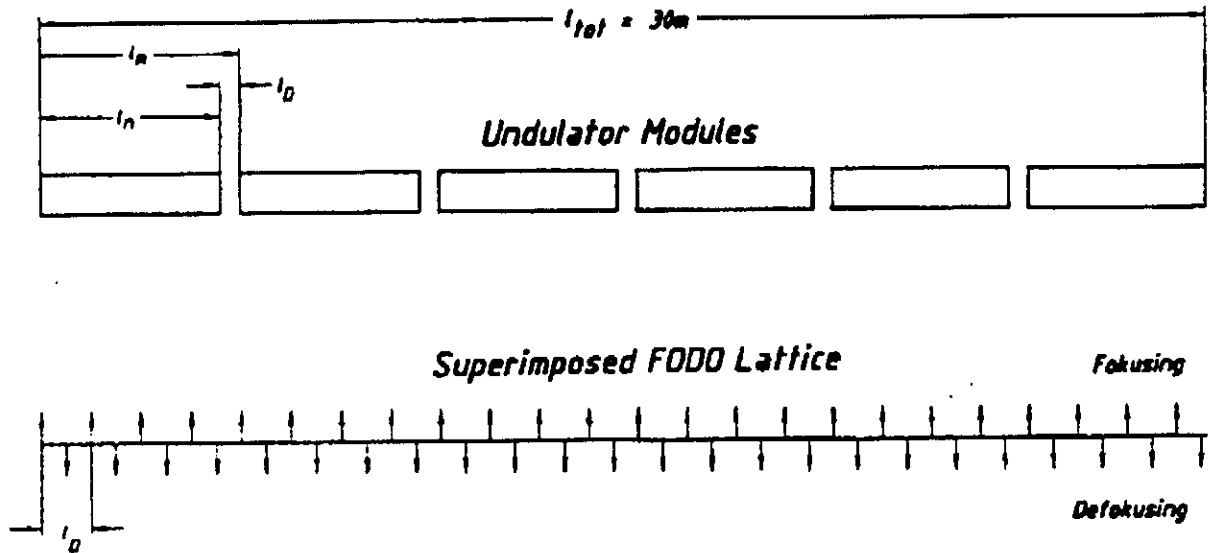 l_tot = 30m
l_m
l_D
l_n
Undulator Modules
Superimposed FODO Lattice
Fokusing
Defokusing
l_D